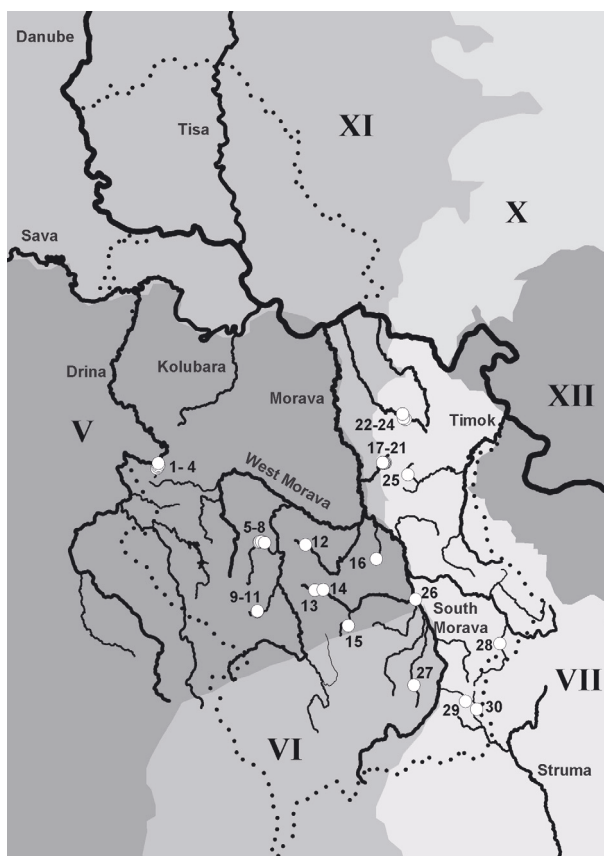 Danube
Tisa
XI
X
Sava
Drina
Kolubara
Morava
XII
V
22-24
Timok
17-21
1- 4
25
West Morava
5-8
12
16
9-11
13
14
26
South
Morava
15
28
27
VII
29
30
VI
Struma